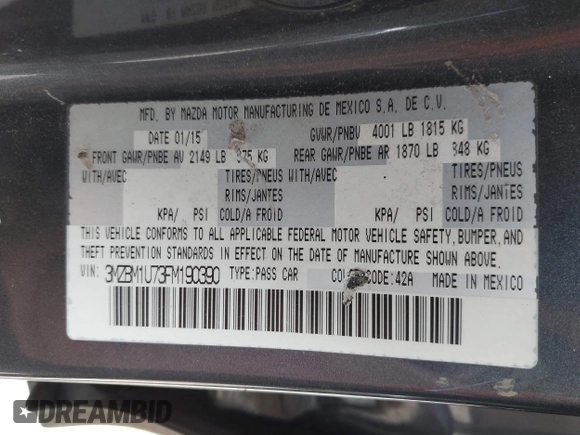 MFD. BY MAZDA MOTOR MANUFACTURING DE MEXICO S.A. DE C.V.
DATE 01/15 GVWR/PNBV 4001 LB 1815 KG
FRONT GAWR/PNBE AV 2149 LB 975 KG REAR GAWR/PNBE AR 1870 LB 848 KG
WITH/AVEC TIRES/PNEUS WITH/AVEC TIRES/PNEUS
RIMS/JANTES RIMS/JANTES
KPA/ PSI COLD/A FROID KPA/ PSI COLD/A FROID
THIS VEHICLE CONFORMS TO ALL APPLICABLE FEDERAL MOTOR VEHICLE SAFETY, BUMPER, AND
THEFT PREVENTION STANDARDS IN EFFECT ON THE DATE OF MANUFACTURE SHOWN ABOVE.
VIN: 3MZBM1U73FM190390 TYPE:PASS CAR CODE:42A MADE IN MEXICO
DREAMBID